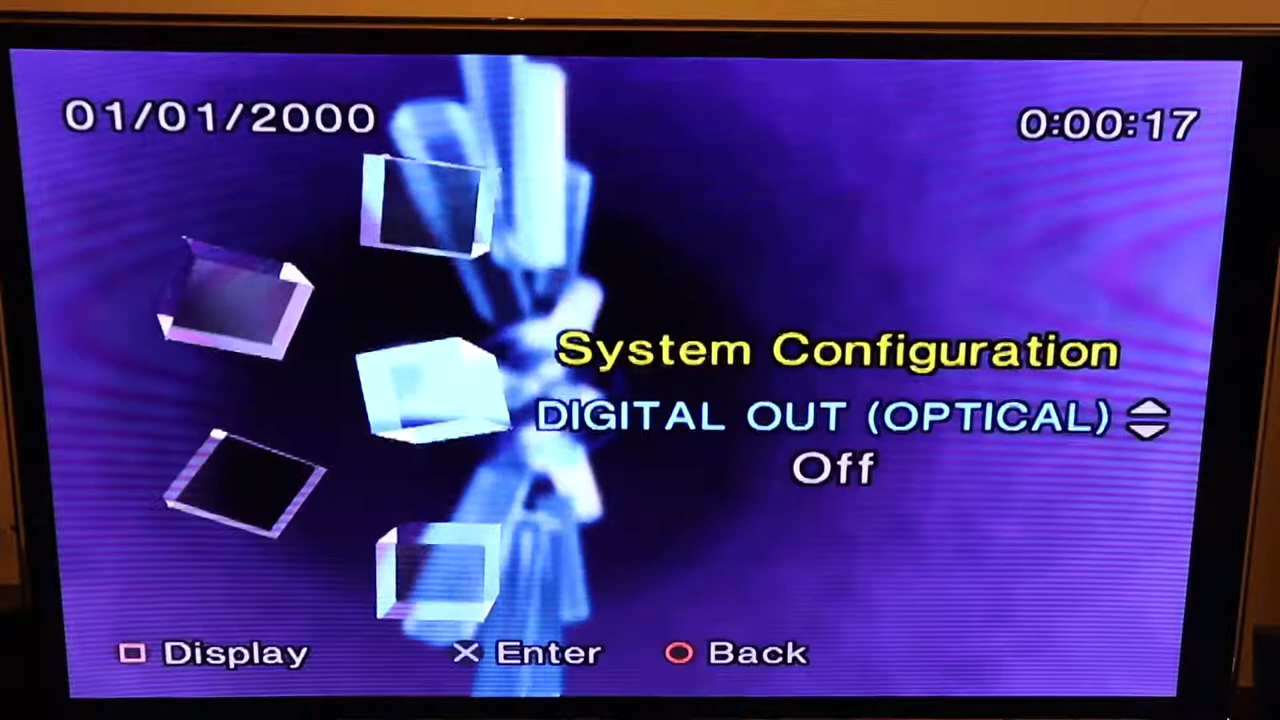 01/01/2000
0:00:17
System Configuration
DIGITAL OUT (OPTICAL)
Off
Display
Enter
Back